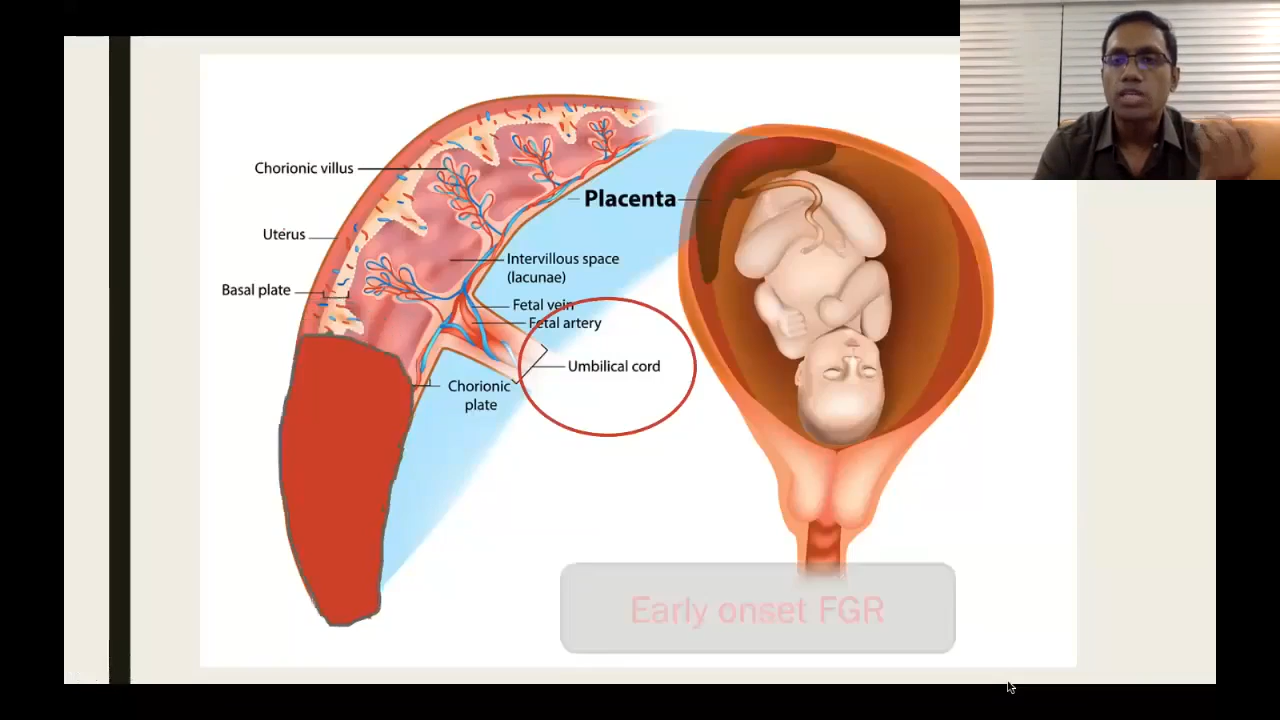 Chorionic villus
Placenta
Uterus
Intervillous space
(lacunae)
Basal plate
Fetal vein
Fetal artery
Umbilical cord
Chorionic
plate
Early onset FGR